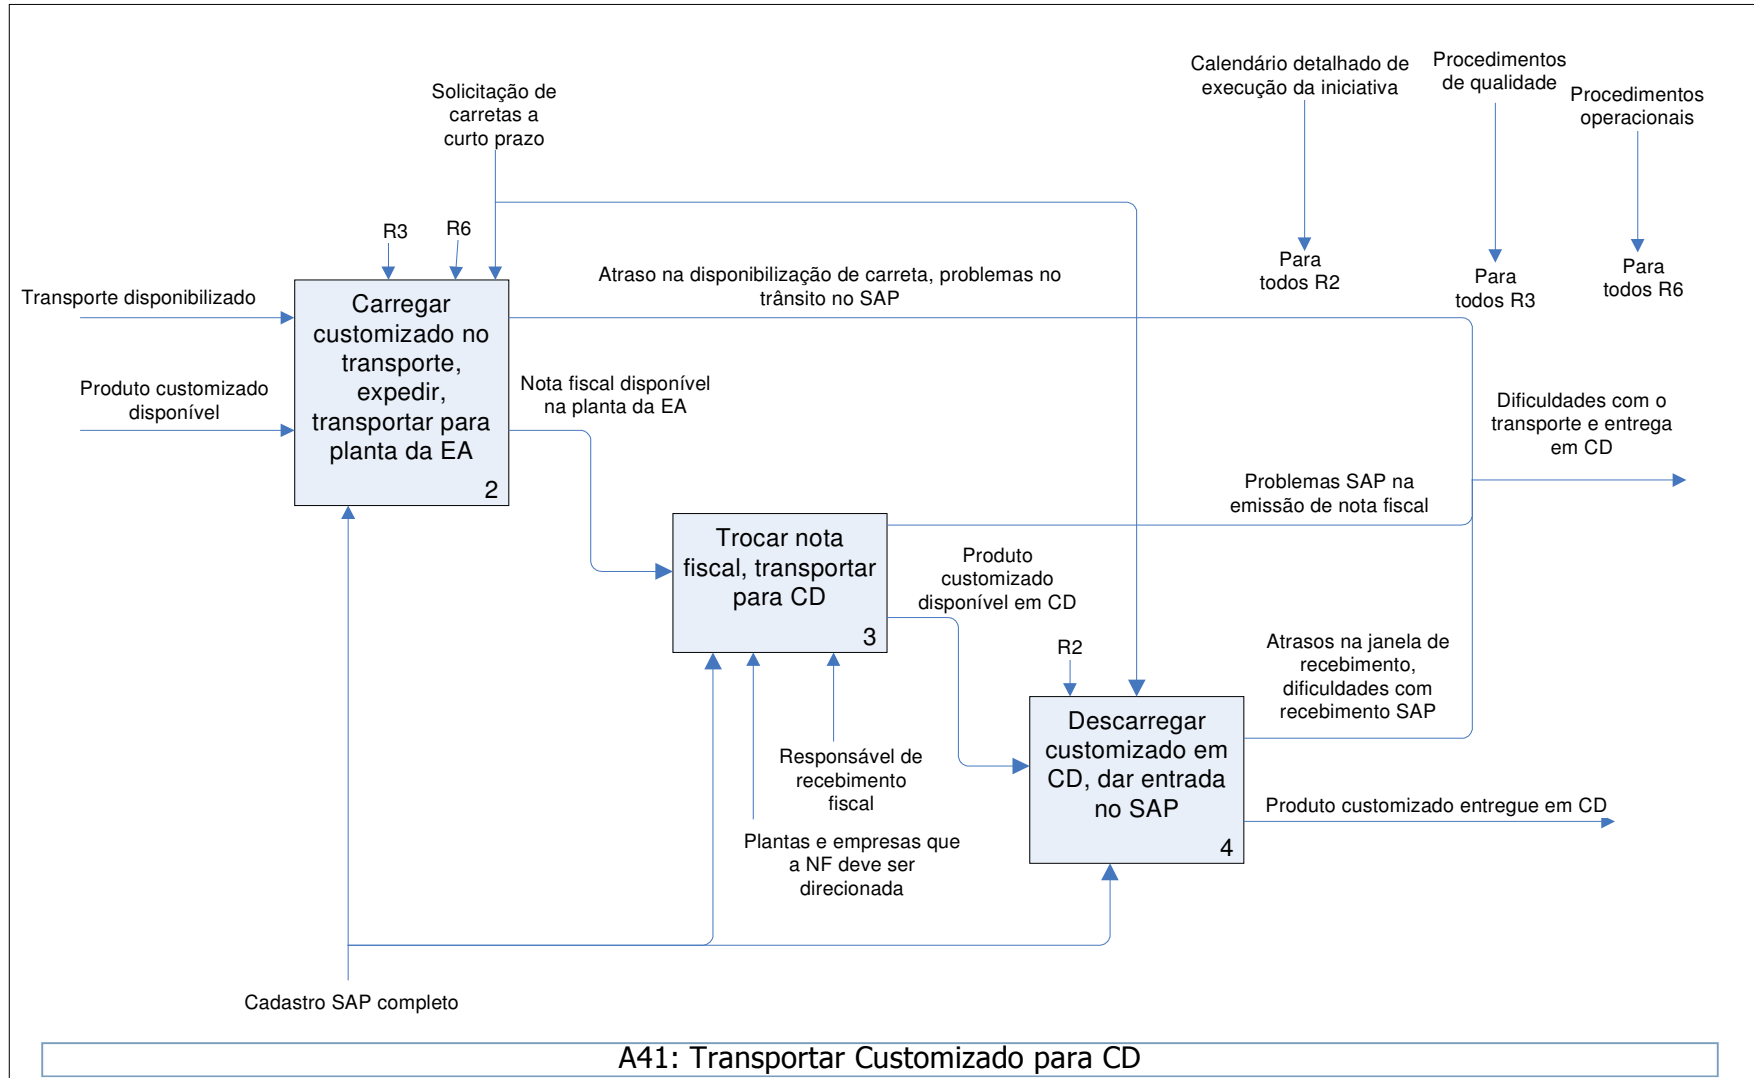 Solicitação de
carretas a
curto prazo
Calendário detalhado de
execução da iniciativa
Procedimentos
de qualidade
Procedimentos
operacionais
R3
R6
Para
todos R2
Para
todos R3
Para
todos R6
Transporte disponibilizado
Produto customizado
disponível
Carregar
customizado no
transporte,
expedir,
transportar para
planta da EA
2
Atraso na disponibilização de carreta, problemas no
trânsito no SAP
Nota fiscal disponível
na planta da EA
Dificuldades com o
transporte e entrega
em CD
Problemas SAP na
emissão de nota fiscal
Trocar nota
fiscal, transportar
para CD
3
Produto
customizado
disponível em CD
R2
Atrasos na janela de
recebimento,
dificuldades com
recebimento SAP
Descarregar
customizado em
CD, dar entrada
no SAP
4
Responsável de
recebimento
fiscal
Plantas e empresas que
a NF deve ser
direcionada
Produto customizado entregue em CD
Cadastro SAP completo
A41: Transportar Customizado para CD